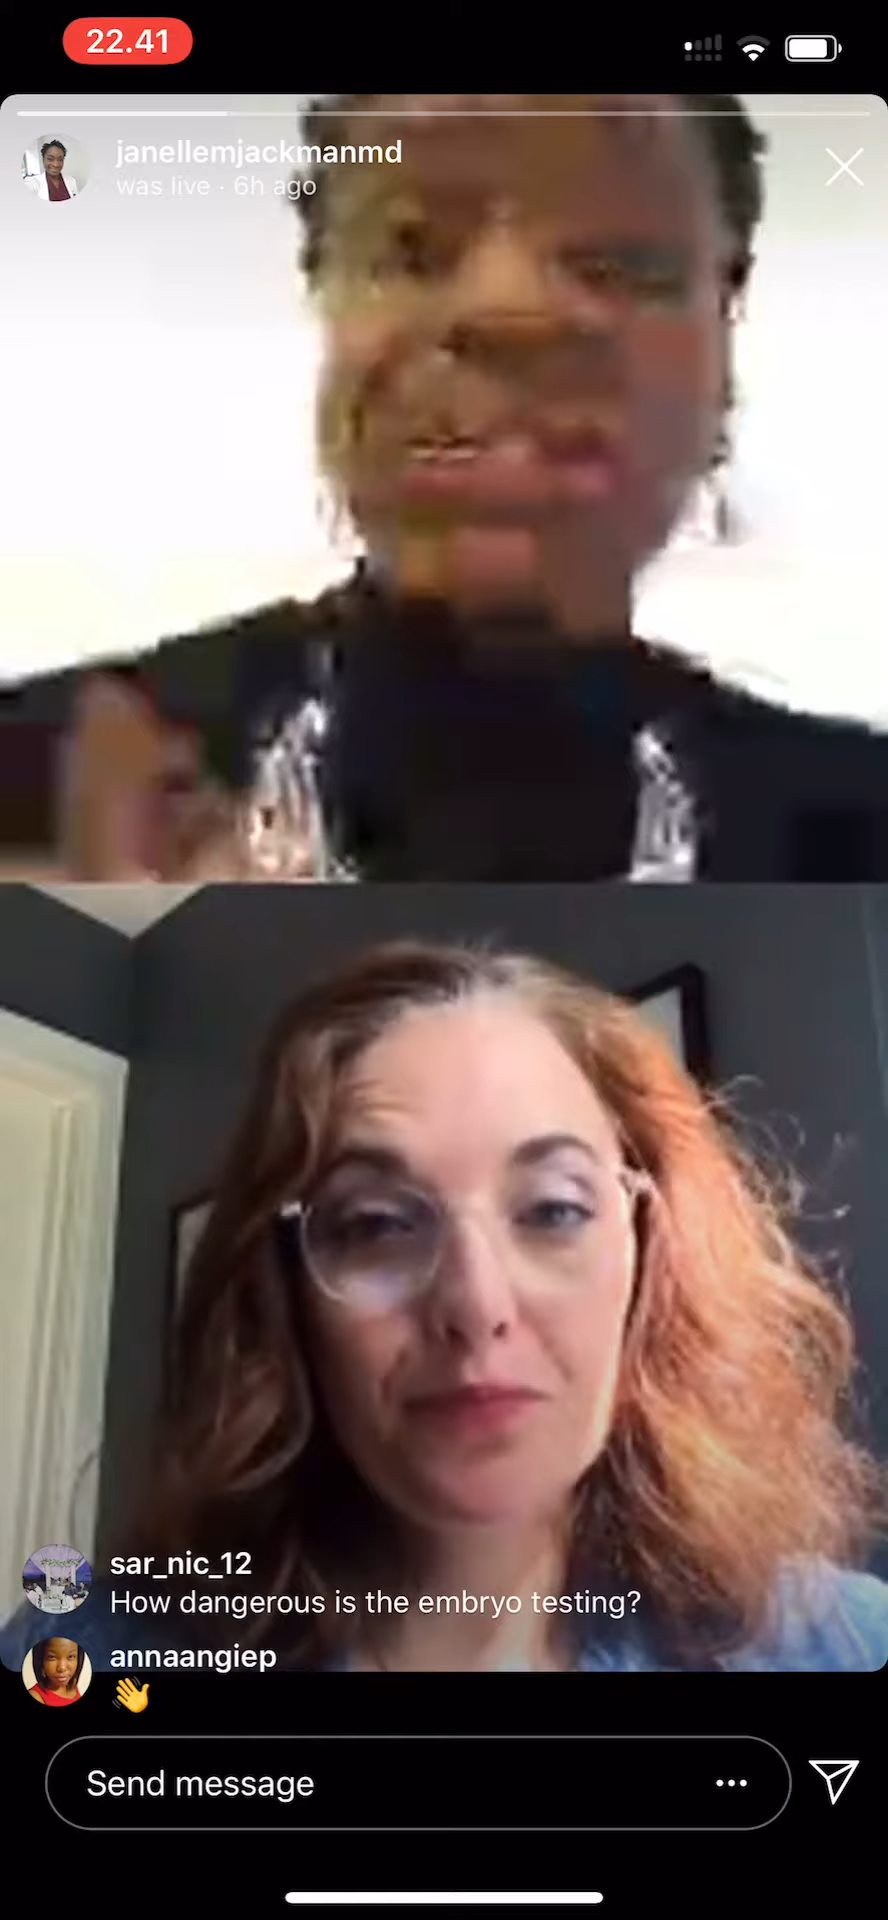 22.41
janellemjackmanmd
was live · 6h ago
sar_nic_12
How dangerous is the embryo testing?
annaangiep
👋
Send message